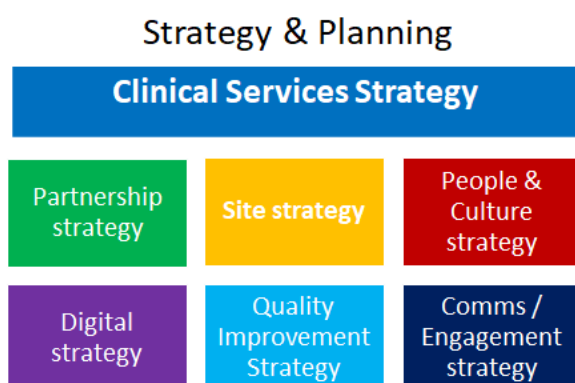 Strategy & Planning
Clinical Services Strategy
Partnership
strategy
Site strategy
People &
Culture
strategy
Digital
strategy
Quality
Improvement
Strategy
Comms /
Engagement
strategy